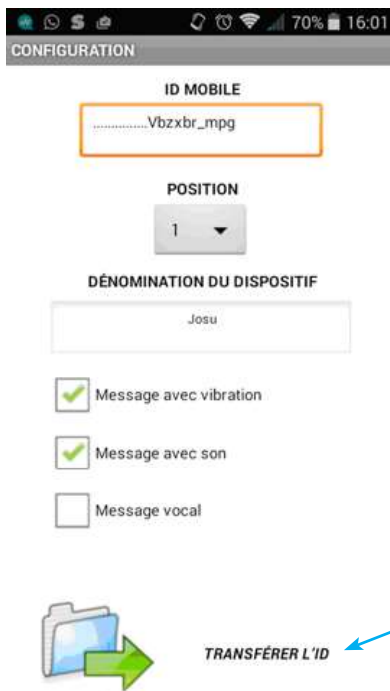 70% 16:01
CONFIGURATION
ID MOBILE
...............Vbzxbr_mpg
POSITION
1
DÉNOMINATION DU DISPOSITIF
Josu
Message avec vibration
Message avec son
Message vocal
TRANSFÉRER L'ID